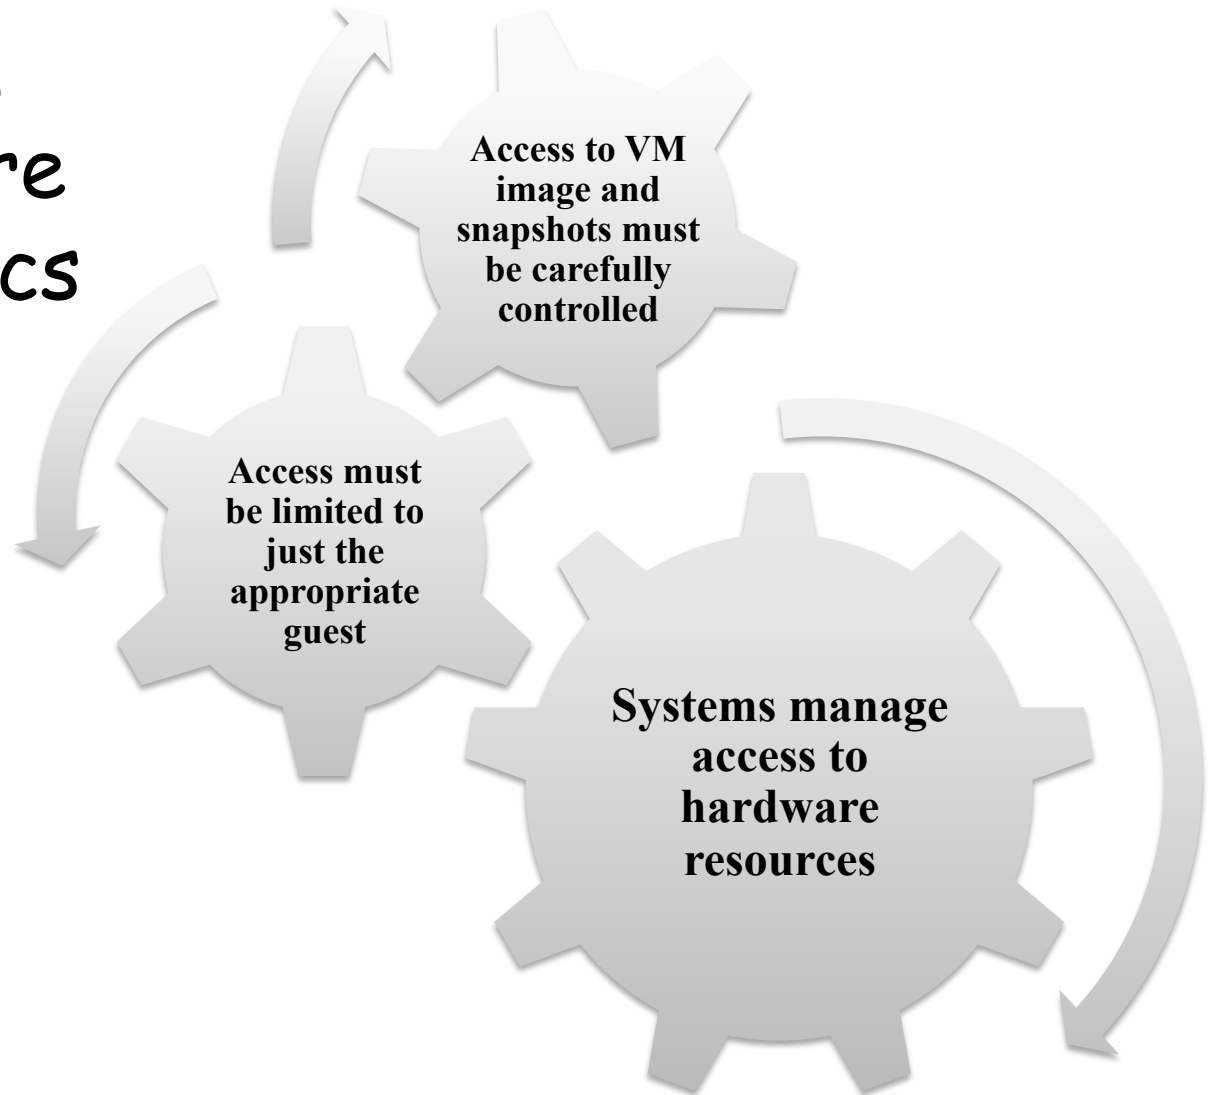 re
cs
Access to VM
image and
snapshots must
be carefully
controlled
Access must
be limited to
just the
appropriate
guest
Systems manage
access to
hardware
resources